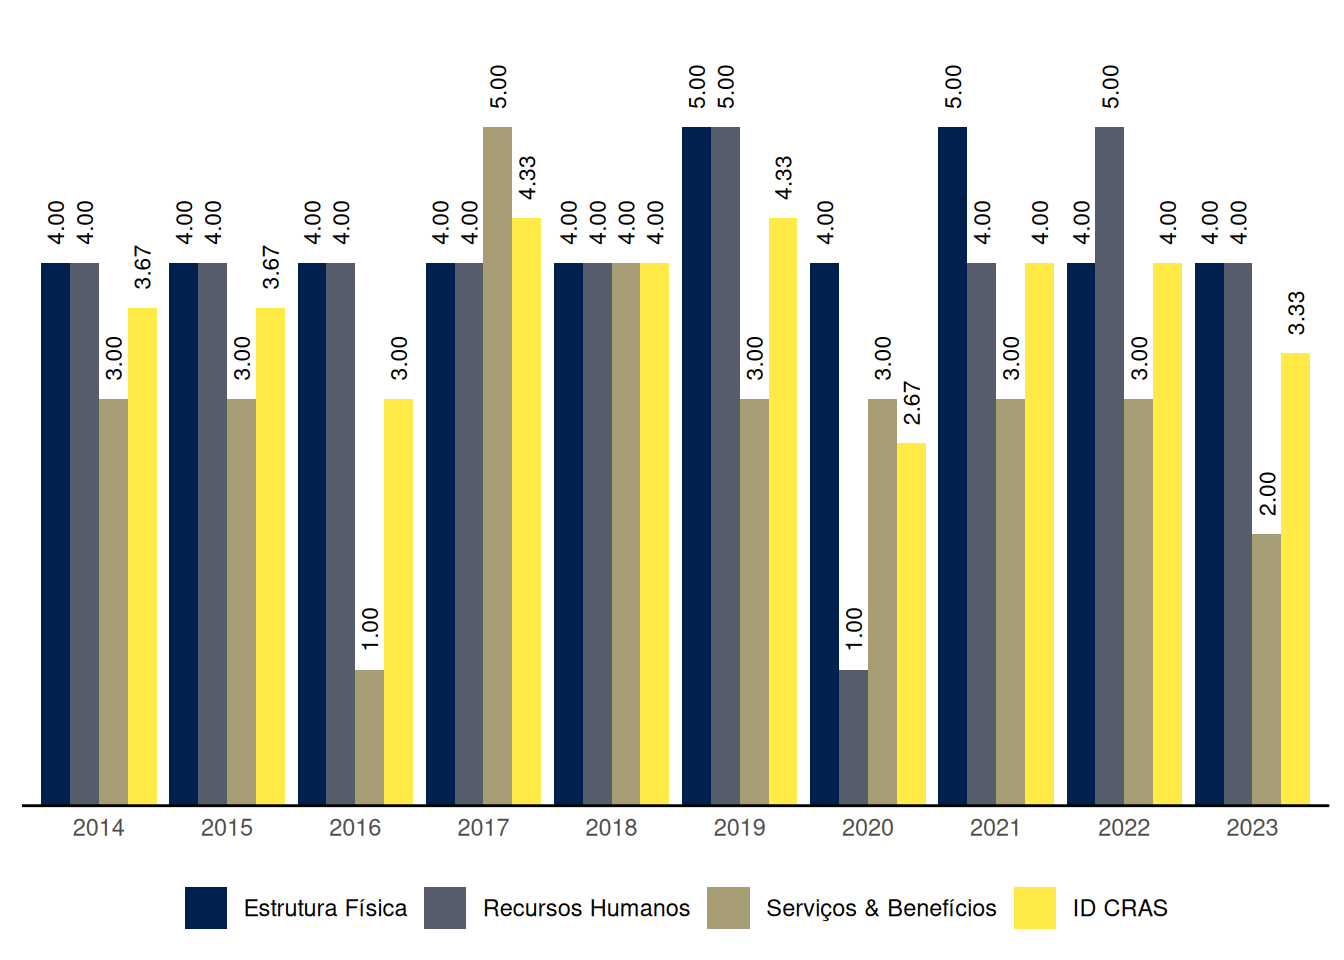 4.00 4.00 3.00 3.67
4.00 4.00 3.00 3.67
4.00 4.00 1.00 3.00
4.00 4.00 5.00 4.33
4.00 4.00 4.00 4.00
5.00 5.00 3.00 4.33
4.00 1.00 3.00 2.67
5.00 4.00 3.00 4.00
4.00 5.00 3.00 4.00
4.00 4.00 2.00 3.33
2014 2015 2016 2017 2018 2019 2020 2021 2022 2023
Estrutura Física Recursos Humanos Serviços & Benefícios ID CRAS